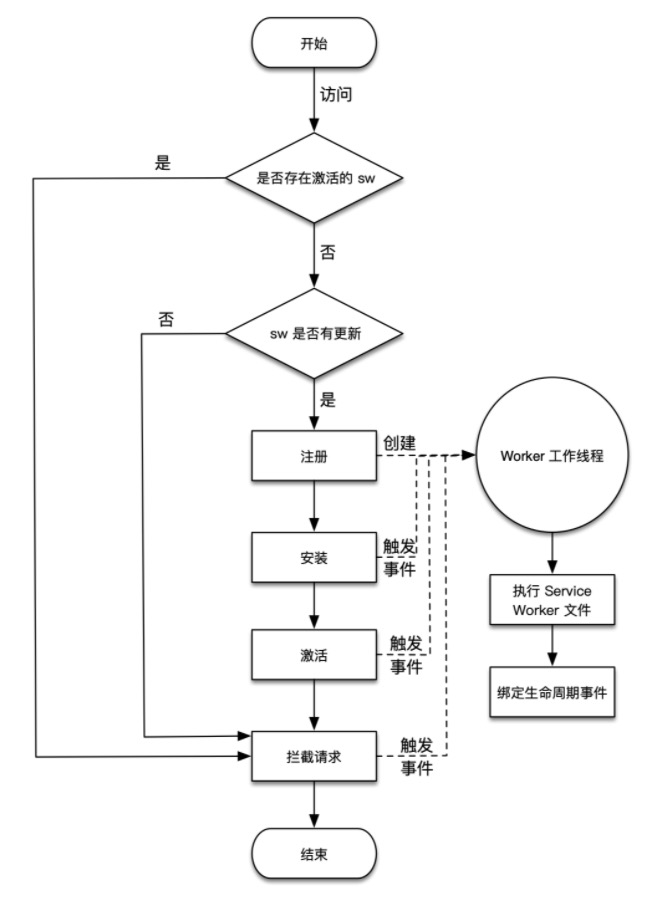 开始
访问
是
是否存在激活的 sw
否
否
sw 是否有更新
是
注册
创建
Worker 工作线程
安装
触发
事件
执行 Service
Worker 文件
激活
触发
事件
绑定生命周期事件
拦截请求
触发
事件
结束